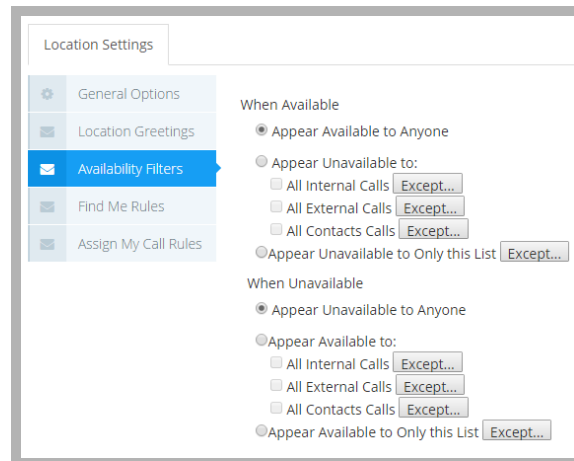 Location Settings
General Options
Location Greetings
Availability Filters
Find Me Rules
Assign My Call Rules
When Available
Appear Available to Anyone
Appear Unavailable to:
All Internal Calls Except...
All External Calls Except...
All Contacts Calls Except...
Appear Unavailable to Only this List Except...
When Unavailable
Appear Unavailable to Anyone
Appear Available to:
All Internal Calls Except...
All External Calls Except...
All Contacts Calls Except...
Appear Available to Only this List Except...